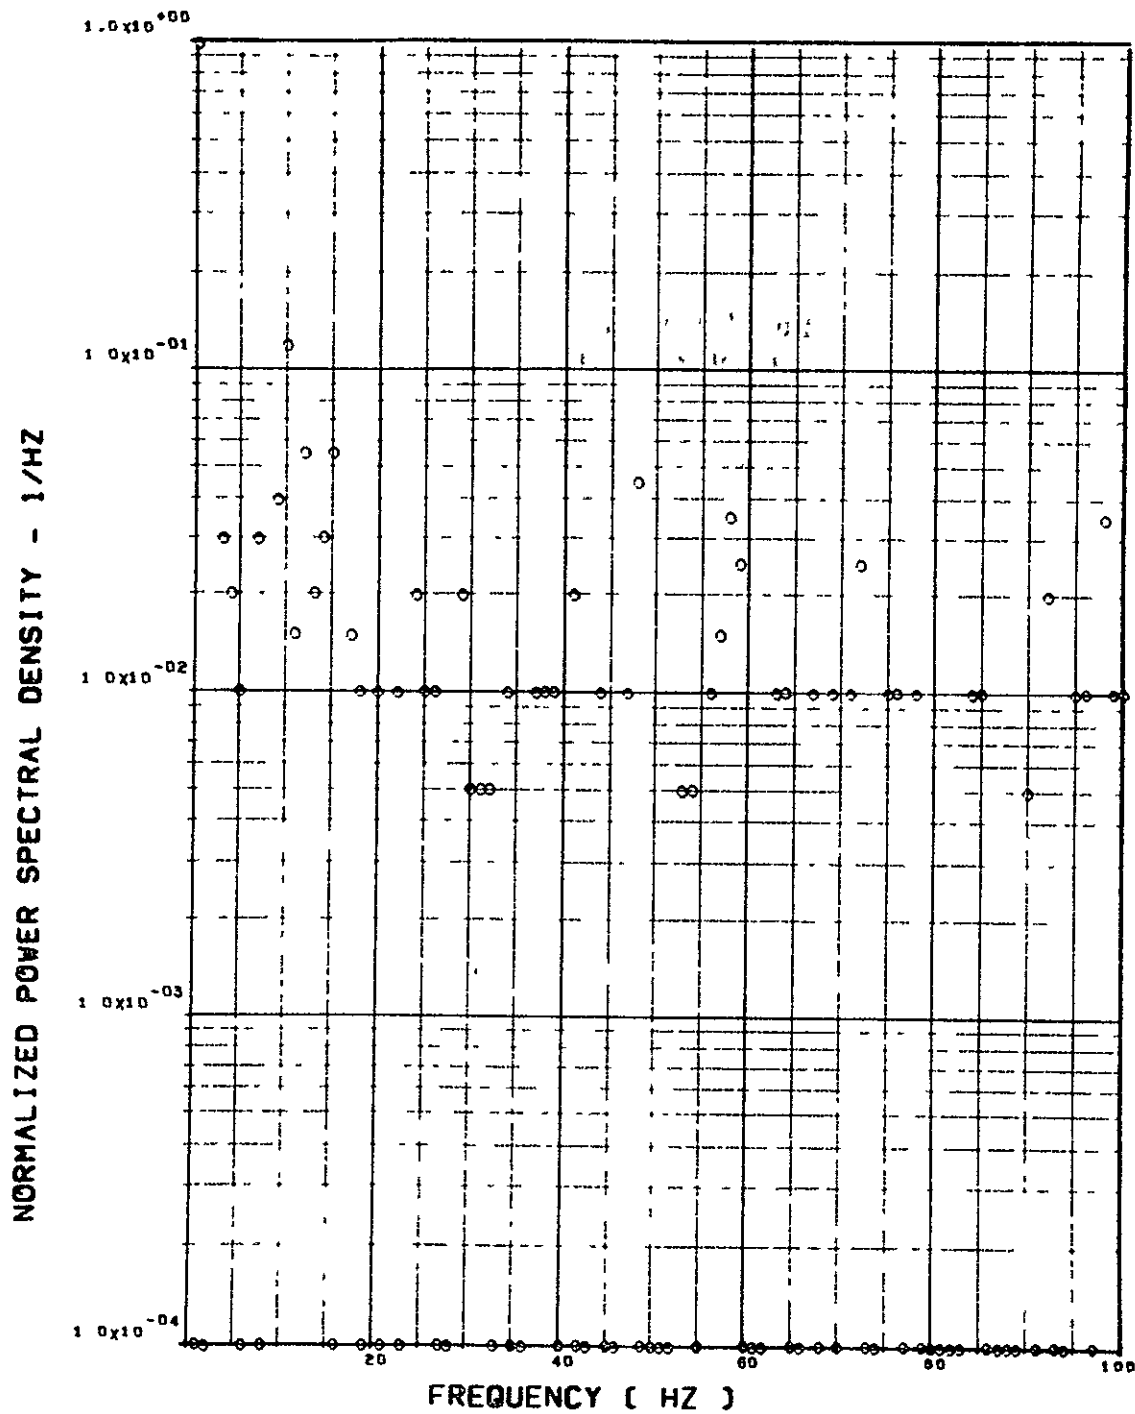 1.0x10+00
1 0x10-01
1 0x10-02
1 0x10-03
1 0x10-04
NORMALIZED POWER SPECTRAL DENSITY - 1/HZ
20 40 60 80 100
FREQUENCY ( HZ )